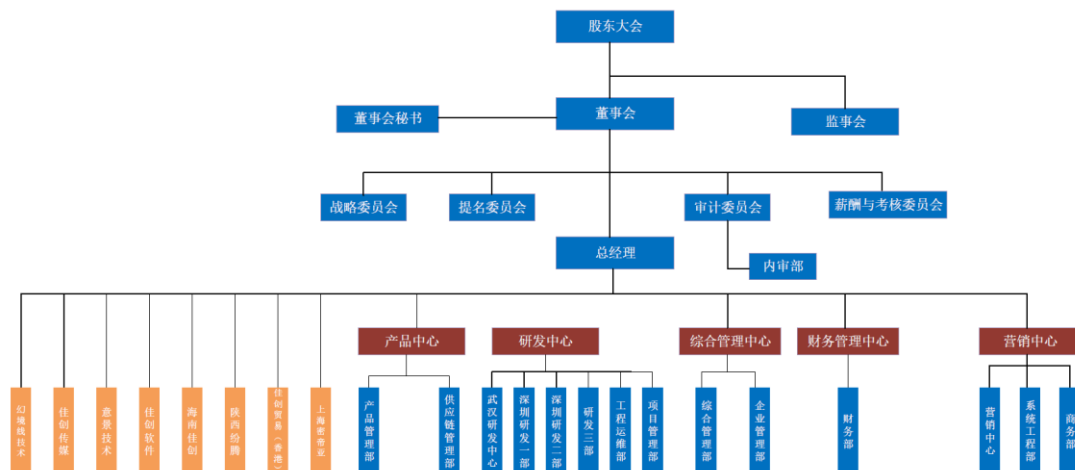 股东大会
董事会秘书
董事会
监事会
战略委员会
提名委员会
审计委员会
薪酬与考核委员会
总经理
内审部
产品中心
研发中心
综合管理中心
财务管理中心
营销中心
幻境线技术
佳创传媒
意景技术
佳创软件
海南佳创
陕西纷腾
佳创贸易（香港）
上海密帝亚
产品管理部
供应链管理部
武汉研发中心
深圳研发一部
深圳研发二部
研发三部
工程运维部
项目管理部
综合管理部
企业管理部
财务部
营销中心
系统工程部
商务部